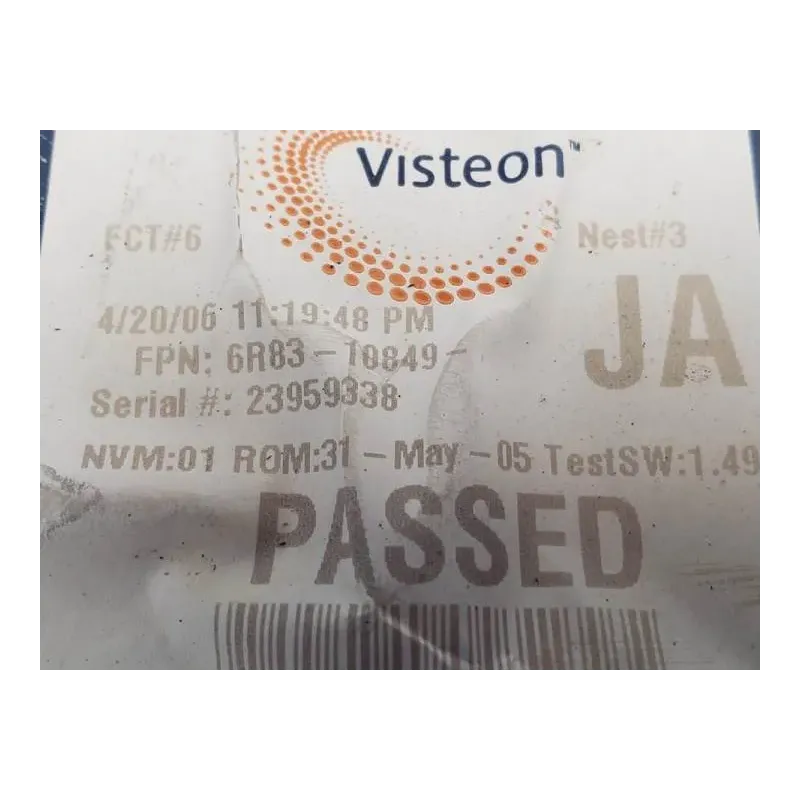 Visteon™
FCT#6 Nest#3
4/20/06 11:19:48 PM
FPN: 6R83-10849- JA
Serial #: 23959338
NVM:01 ROM:31-May-05 TestSW:1.49
PASSED